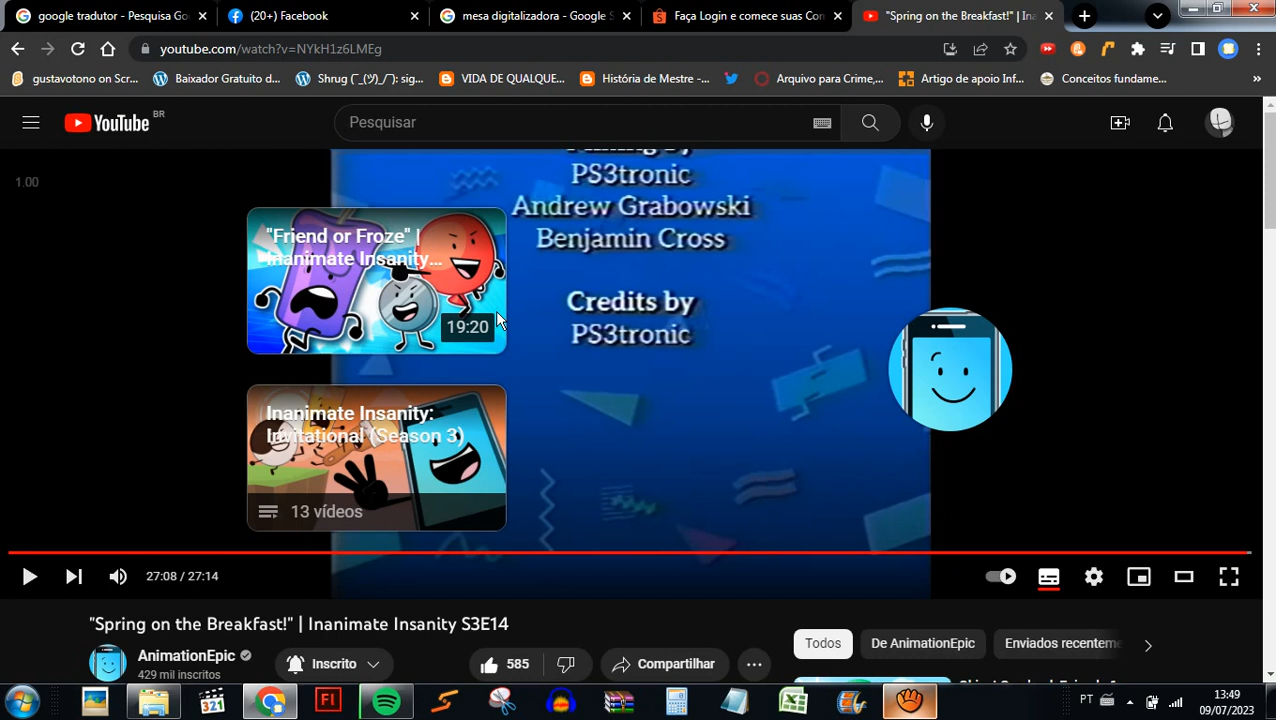 google tradutor - Pesquisa Go
(20+) Facebook
mesa digitalizadora - Google S
Faça Login e comece suas Con
"Spring on the Breakfast!" | Ina
youtube.com/watch?v=NYkH1z6LMEg
gustavotono on Scr...
Baixador Gratuito d...
Shrug (¯_(ツ)_/¯): sig...
VIDA DE QUALQUE...
História de Mestre -...
Arquivo para Crime,...
Artigo de apoio Inf...
Conceitos fundame...
»
YouTube BR
Pesquisar
1.00
PS3tronic
Andrew Grabowski
Benjamin Cross
Credits by
PS3tronic
"Friend or Froze" |
Inanimate Insanity...
19:20
Inanimate Insanity:
Invitational (Season 3)
13 vídeos
27:08 / 27:14
"Spring on the Breakfast!" | Inanimate Insanity S3E14
AnimationEpic
429 mil inscritos
Inscrito
585
Compartilhar
Todos
De AnimationEpic
Enviados recenteme
321
Fl
PT
13:49
09/07/2023